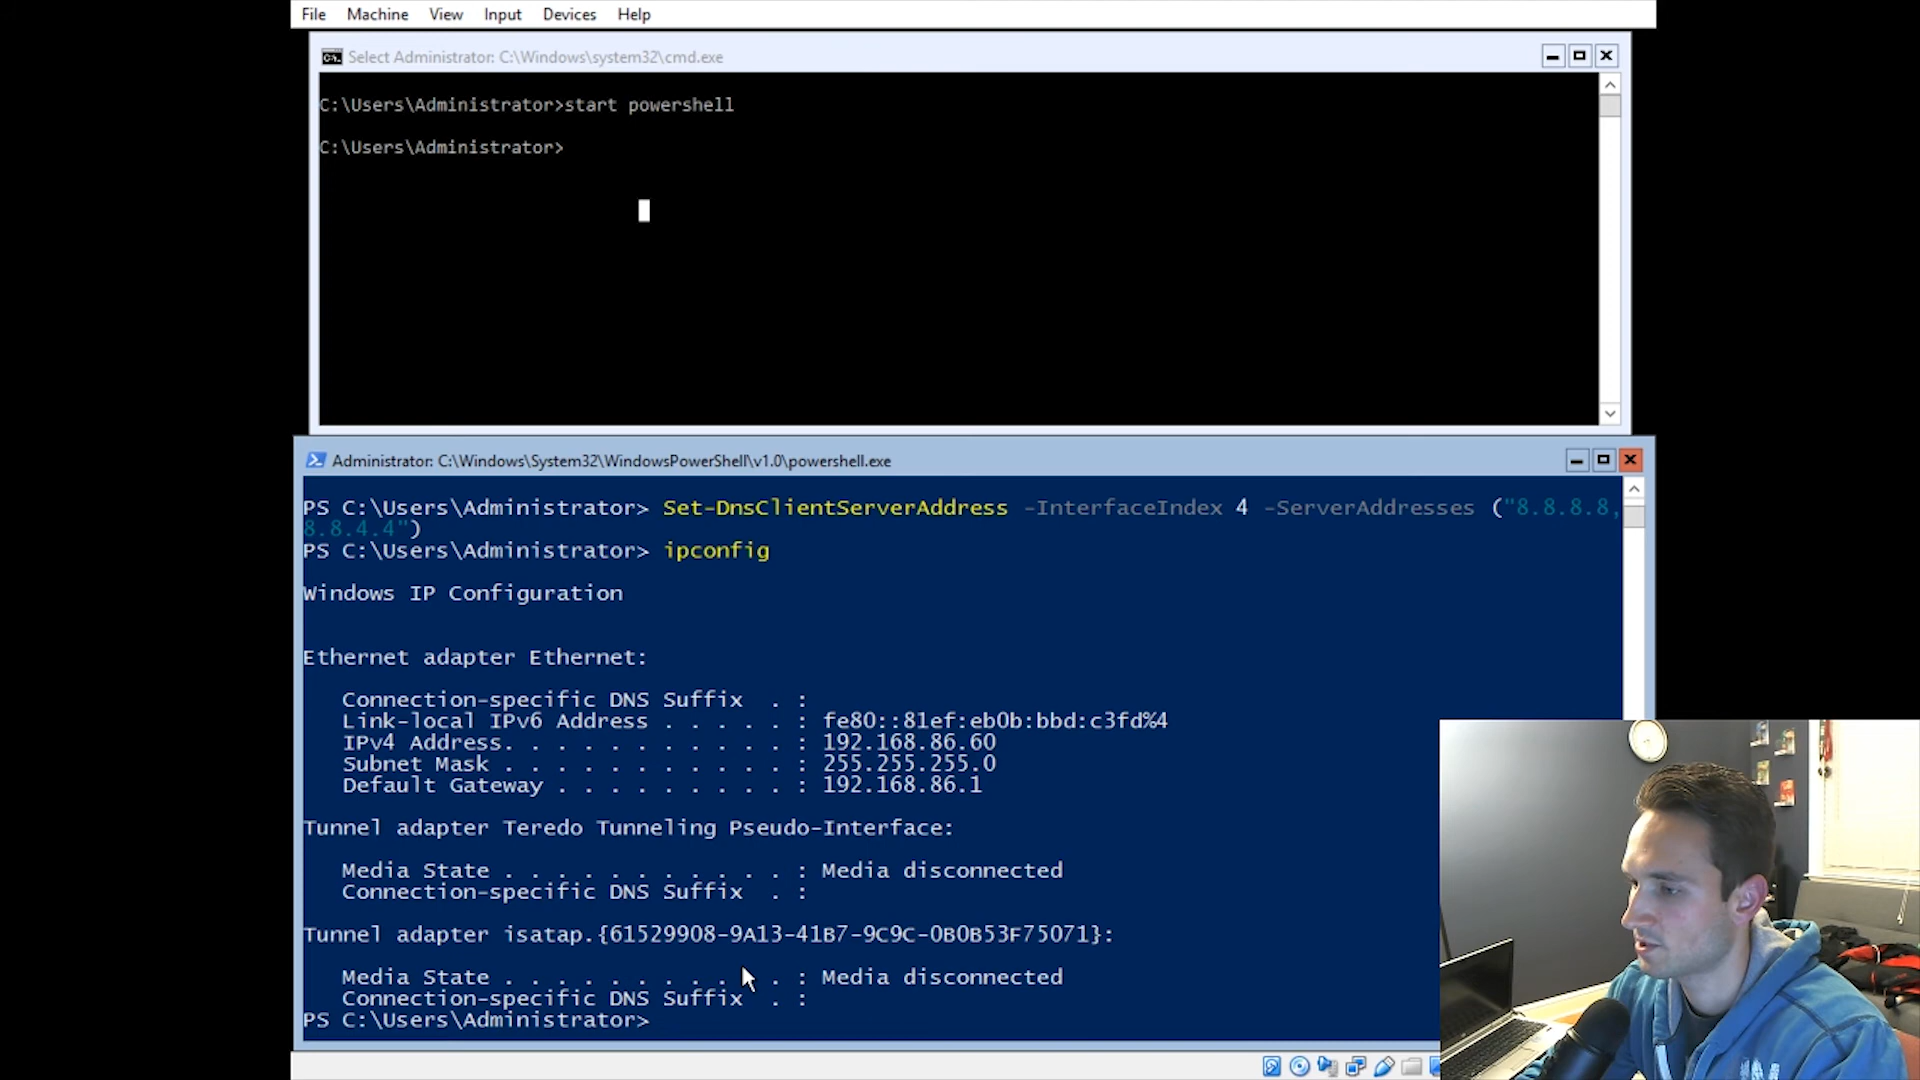 File Machine View Input Devices Help
Select Administrator: C:\Windows\system32\cmd.exe
C:\Users\Administrator>start powershell
C:\Users\Administrator>
Administrator: C:\Windows\System32\WindowsPowerShell\v1.0\powershell.exe
PS C:\Users\Administrator> Set-DnsClientServerAddress -InterfaceIndex 4 -ServerAddresses ("8.8.8.8,
8.8.4.4")
PS C:\Users\Administrator> ipconfig
Windows IP Configuration
Ethernet adapter Ethernet:
Connection-specific DNS Suffix . :
Link-local IPv6 Address . . . . . : fe80::81ef:eb0b:bbd:c3fd%4
IPv4 Address. . . . . . . . . . . : 192.168.86.60
Subnet Mask . . . . . . . . . . . : 255.255.255.0
Default Gateway . . . . . . . . . : 192.168.86.1
Tunnel adapter Teredo Tunneling Pseudo-Interface:
Media State . . . . . . . . . . . : Media disconnected
Connection-specific DNS Suffix . :
Tunnel adapter isatap.{61529908-9A13-41B7-9C9C-0B0B53F75071}:
Media State . . . . . . . . . . . : Media disconnected
Connection-specific DNS Suffix . :
PS C:\Users\Administrator>